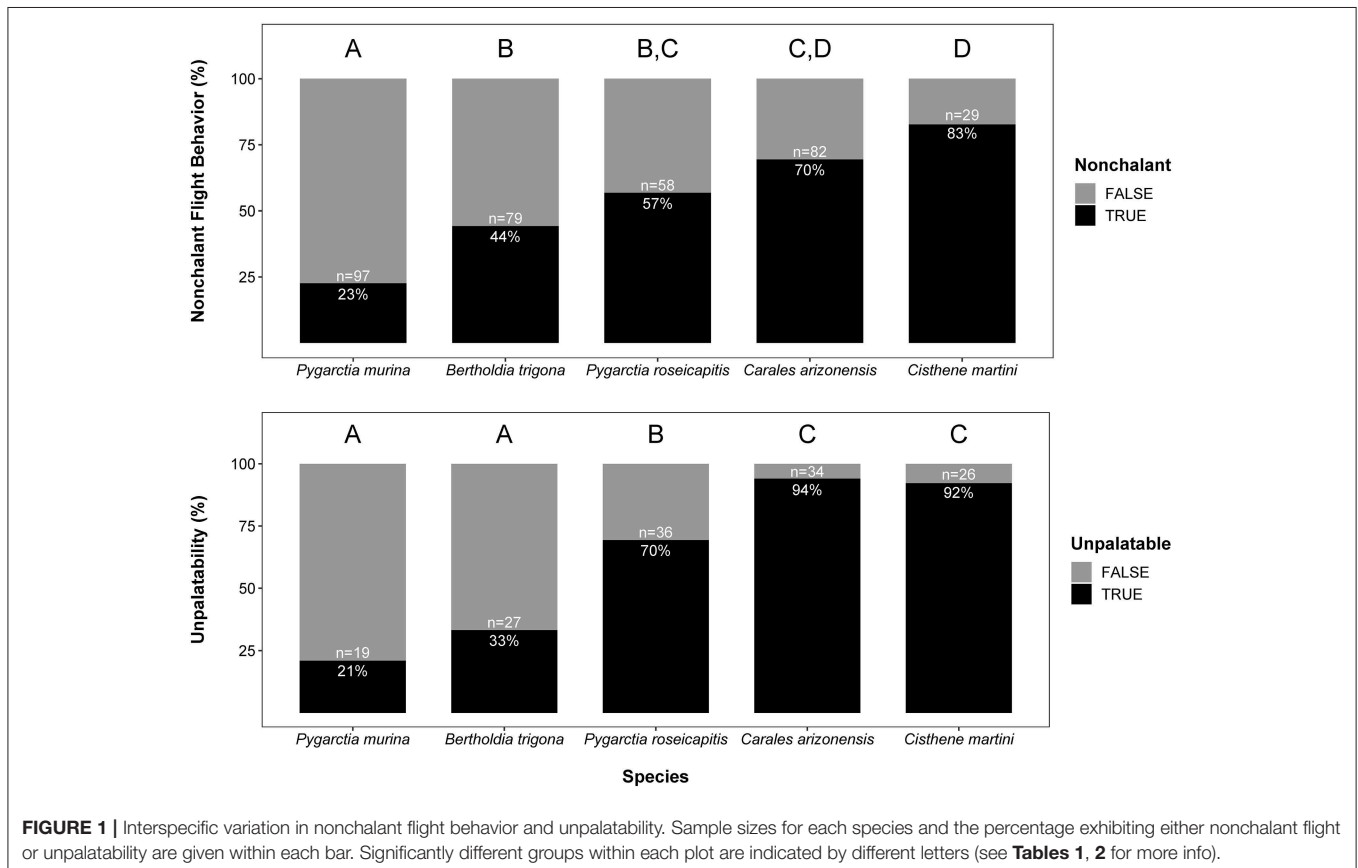 A B B,C C,D D
Nonchalant Flight Behavior (%)
100
75
50
25
n=97
23%
n=79
44%
n=58
57%
n=82
70%
n=29
83%
Pygarctia murina Bertholdia trigona Pygarctia roseicapitis Carales arizonensis Cisthene martini
Nonchalant
FALSE
TRUE
A A B C C
Unpalatability (%)
100
75
50
25
n=19
21%
n=27
33%
n=36
70%
n=34
94%
n=26
92%
Pygarctia murina Bertholdia trigona Pygarctia roseicapitis Carales arizonensis Cisthene martini
Species
Unpalatable
FALSE
TRUE
FIGURE 1 | Interspecific variation in nonchalant flight behavior and unpalatability. Sample sizes for each species and the percentage exhibiting either nonchalant flight
or unpalatability are given within each bar. Significantly different groups within each plot are indicated by different letters (see Tables 1, 2 for more info).